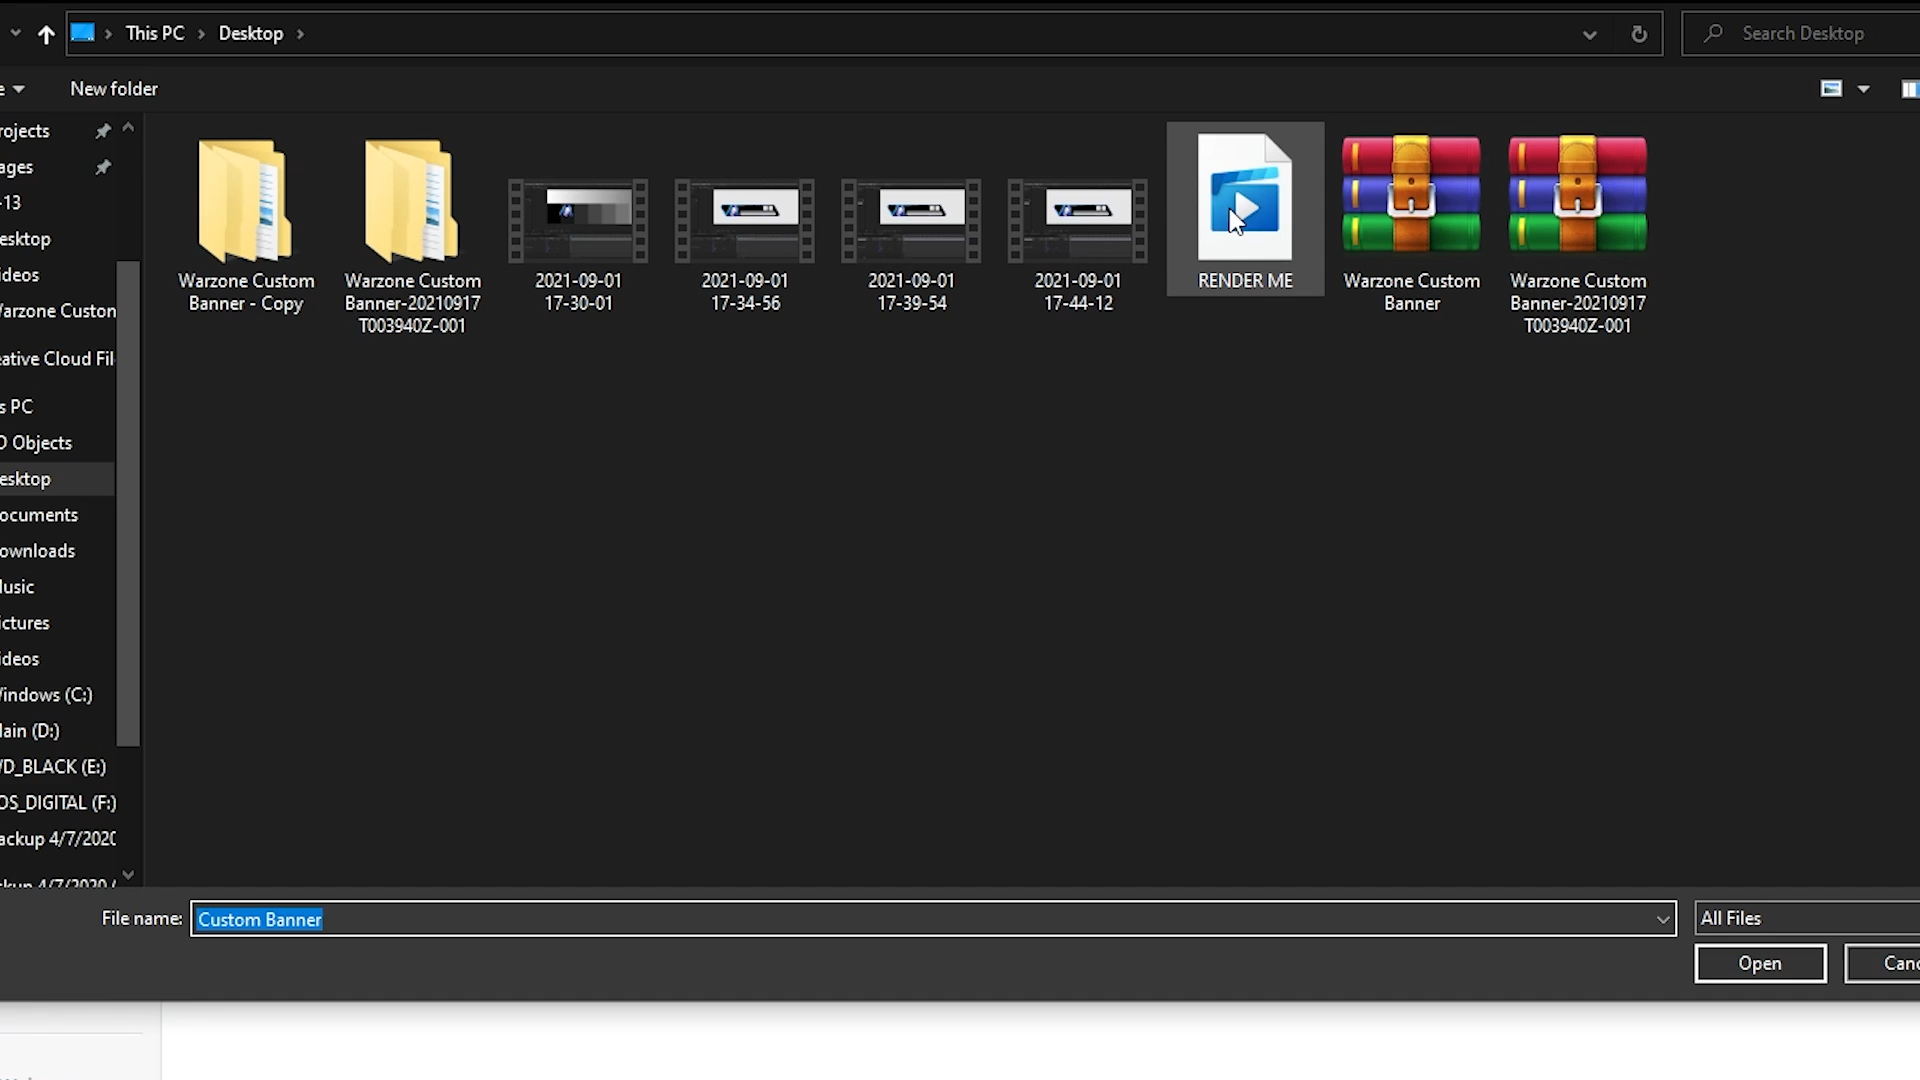 This PC > Desktop >
Search Desktop
e
New folder
rojects
ages
-13
esktop
ideos
arzone Custon
eative Cloud Fil
s PC
D Objects
esktop
ocuments
ownloads
usic
ictures
ideos
indows (C:)
ain (D:)
D_BLACK (E:)
OS_DIGITAL (F:)
ackup 4/7/2020
Warzone Custom
Banner - Copy
Warzone Custom
Banner-20210917
T003940Z-001
2021-09-01
17-30-01
2021-09-01
17-34-56
2021-09-01
17-39-54
2021-09-01
17-44-12
RENDER ME
Warzone Custom
Banner
Warzone Custom
Banner-20210917
T003940Z-001
File name: Custom Banner
All Files
Open
Canc